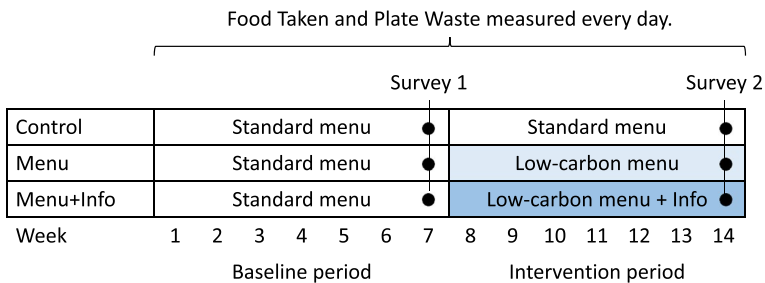 Food Taken and Plate Waste measured every day.
Survey 1 Survey 2
Control Standard menu Standard menu
Menu Standard menu Low-carbon menu
Menu+Info Standard menu Low-carbon menu + Info
Week 1 2 3 4 5 6 7 8 9 10 11 12 13 14
Baseline period Intervention period